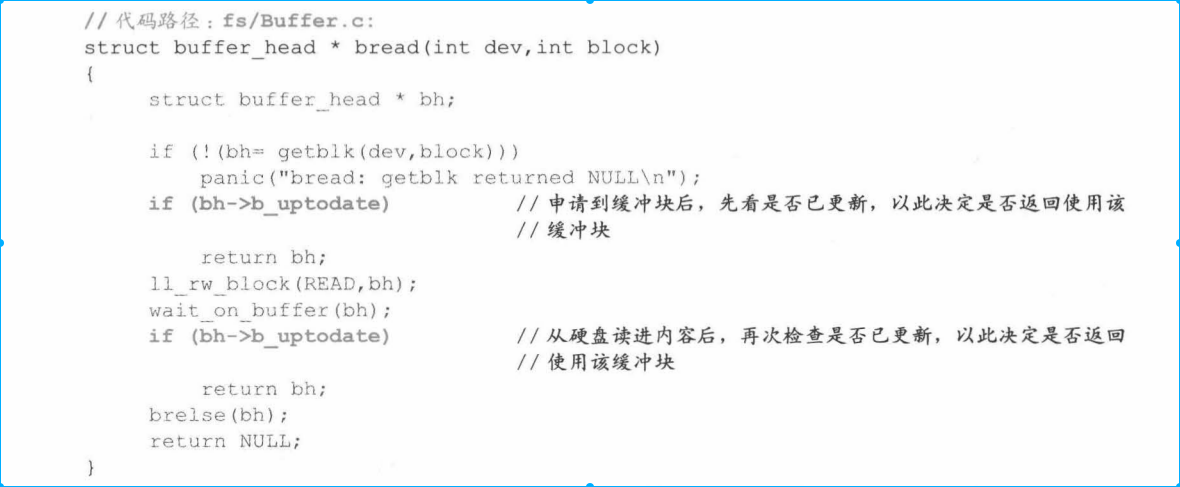 // 代码路径：fs/Buffer.c:
struct buffer_head * bread(int dev,int block)
{
struct buffer_head * bh;
if (!(bh= getblk(dev,block)))
panic("bread: getblk returned NULL\n");
if (bh->b_uptodate) // 申请到缓冲块后，先看是否已更新，以此决定是否返回使用该
// 缓冲块
return bh;
ll_rw_block(READ,bh);
wait_on_buffer(bh);
if (bh->b_uptodate) // 从硬盘读进内容后，再次检查是否已更新，以此决定是否返回
// 使用该缓冲块
return bh;
brelse(bh);
return NULL;
}